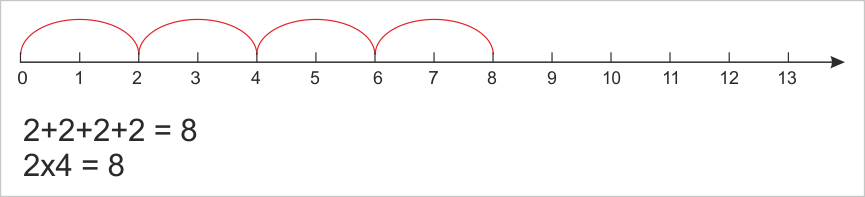 0 1 2 3 4 5 6 7 8 9 10 11 12 13
2+2+2+2 = 8
2x4 = 8